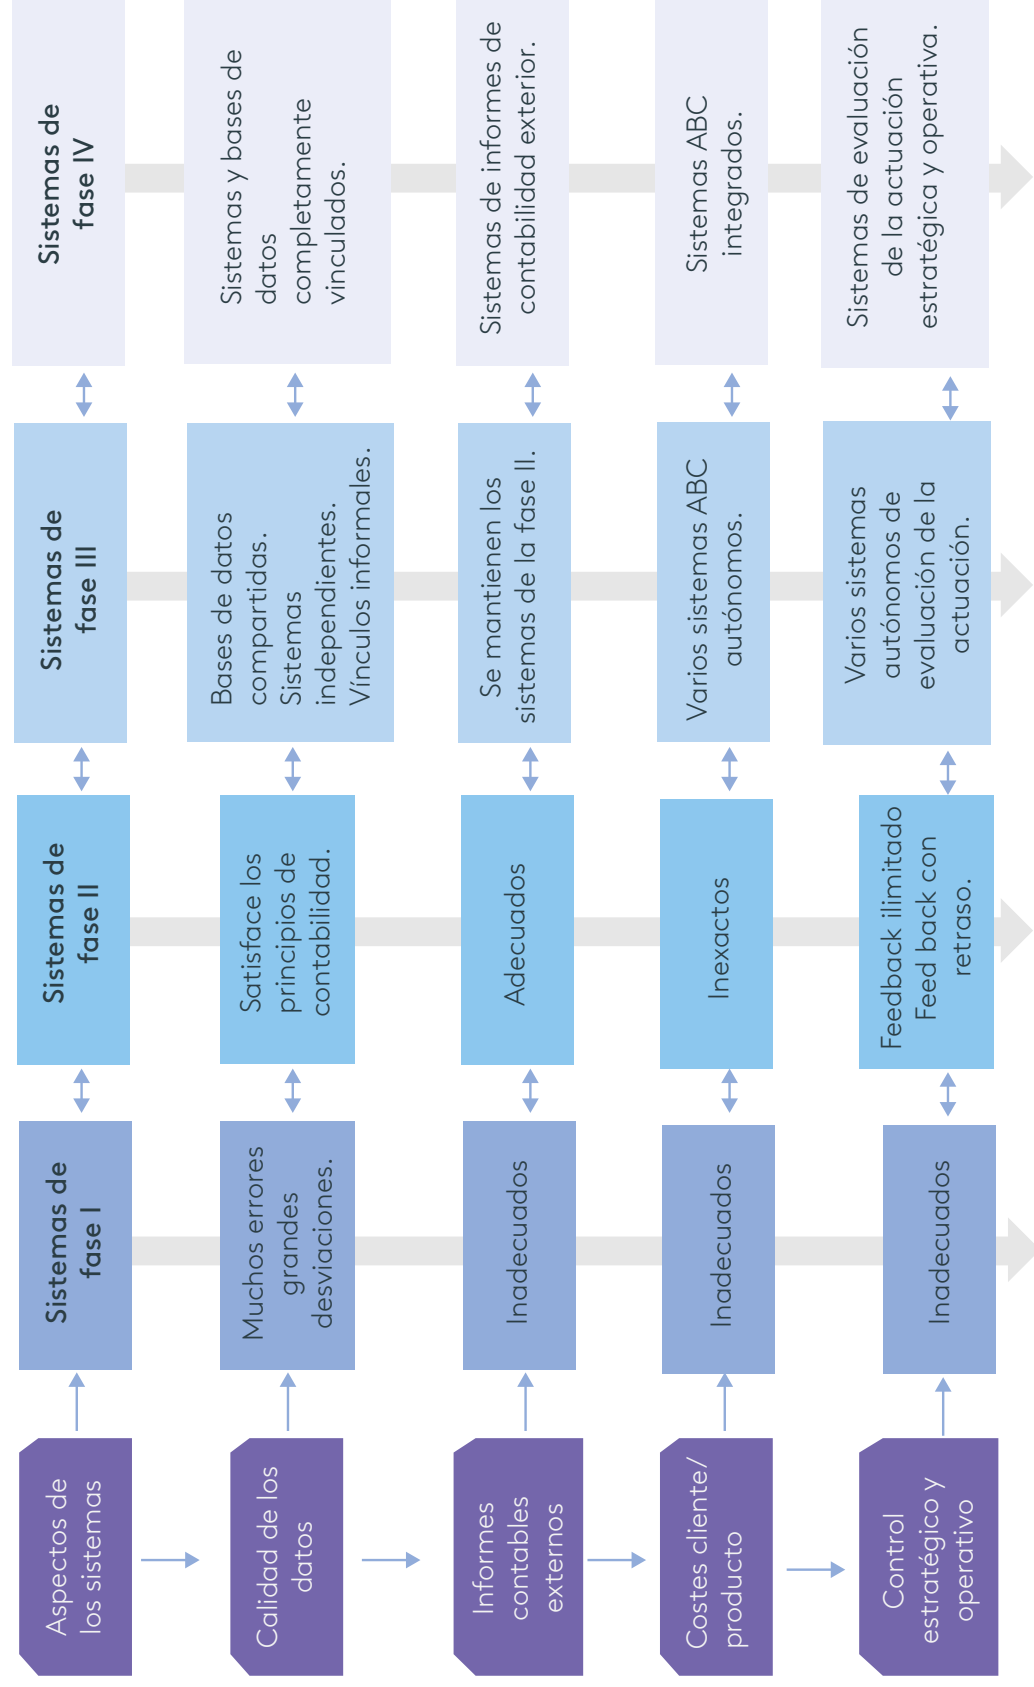 Aspectos de
los sistemas
Sistemas de
fase I
Sistemas de
fase II
Sistemas de
fase III
Sistemas de
fase IV
Calidad de los
datos
Muchos errores
grandes
desviaciones.
Satisface los
principios de
contabilidad.
Bases de datos
compartidas.
Sistemas
independientes.
Vínculos informales.
Sistemas y bases de
datos
completamente
vinculados.
Informes
contables
externos
Inadecuados
Adecuados
Se mantienen los
sistemas de la fase II.
Sistemas de informes de
contabilidad exterior.
Costes cliente/
producto
Inadecuados
Inexactos
Varios sistemas ABC
autónomos.
Sistemas ABC
integrados.
Control
estratégico y
operativo
Inadecuados
Feedback ilimitado
Feed back con
retraso.
Varios sistemas
autónomos de
evaluación de la
actuación.
Sistemas de evaluación
de la actuación
estratégica y operativa.